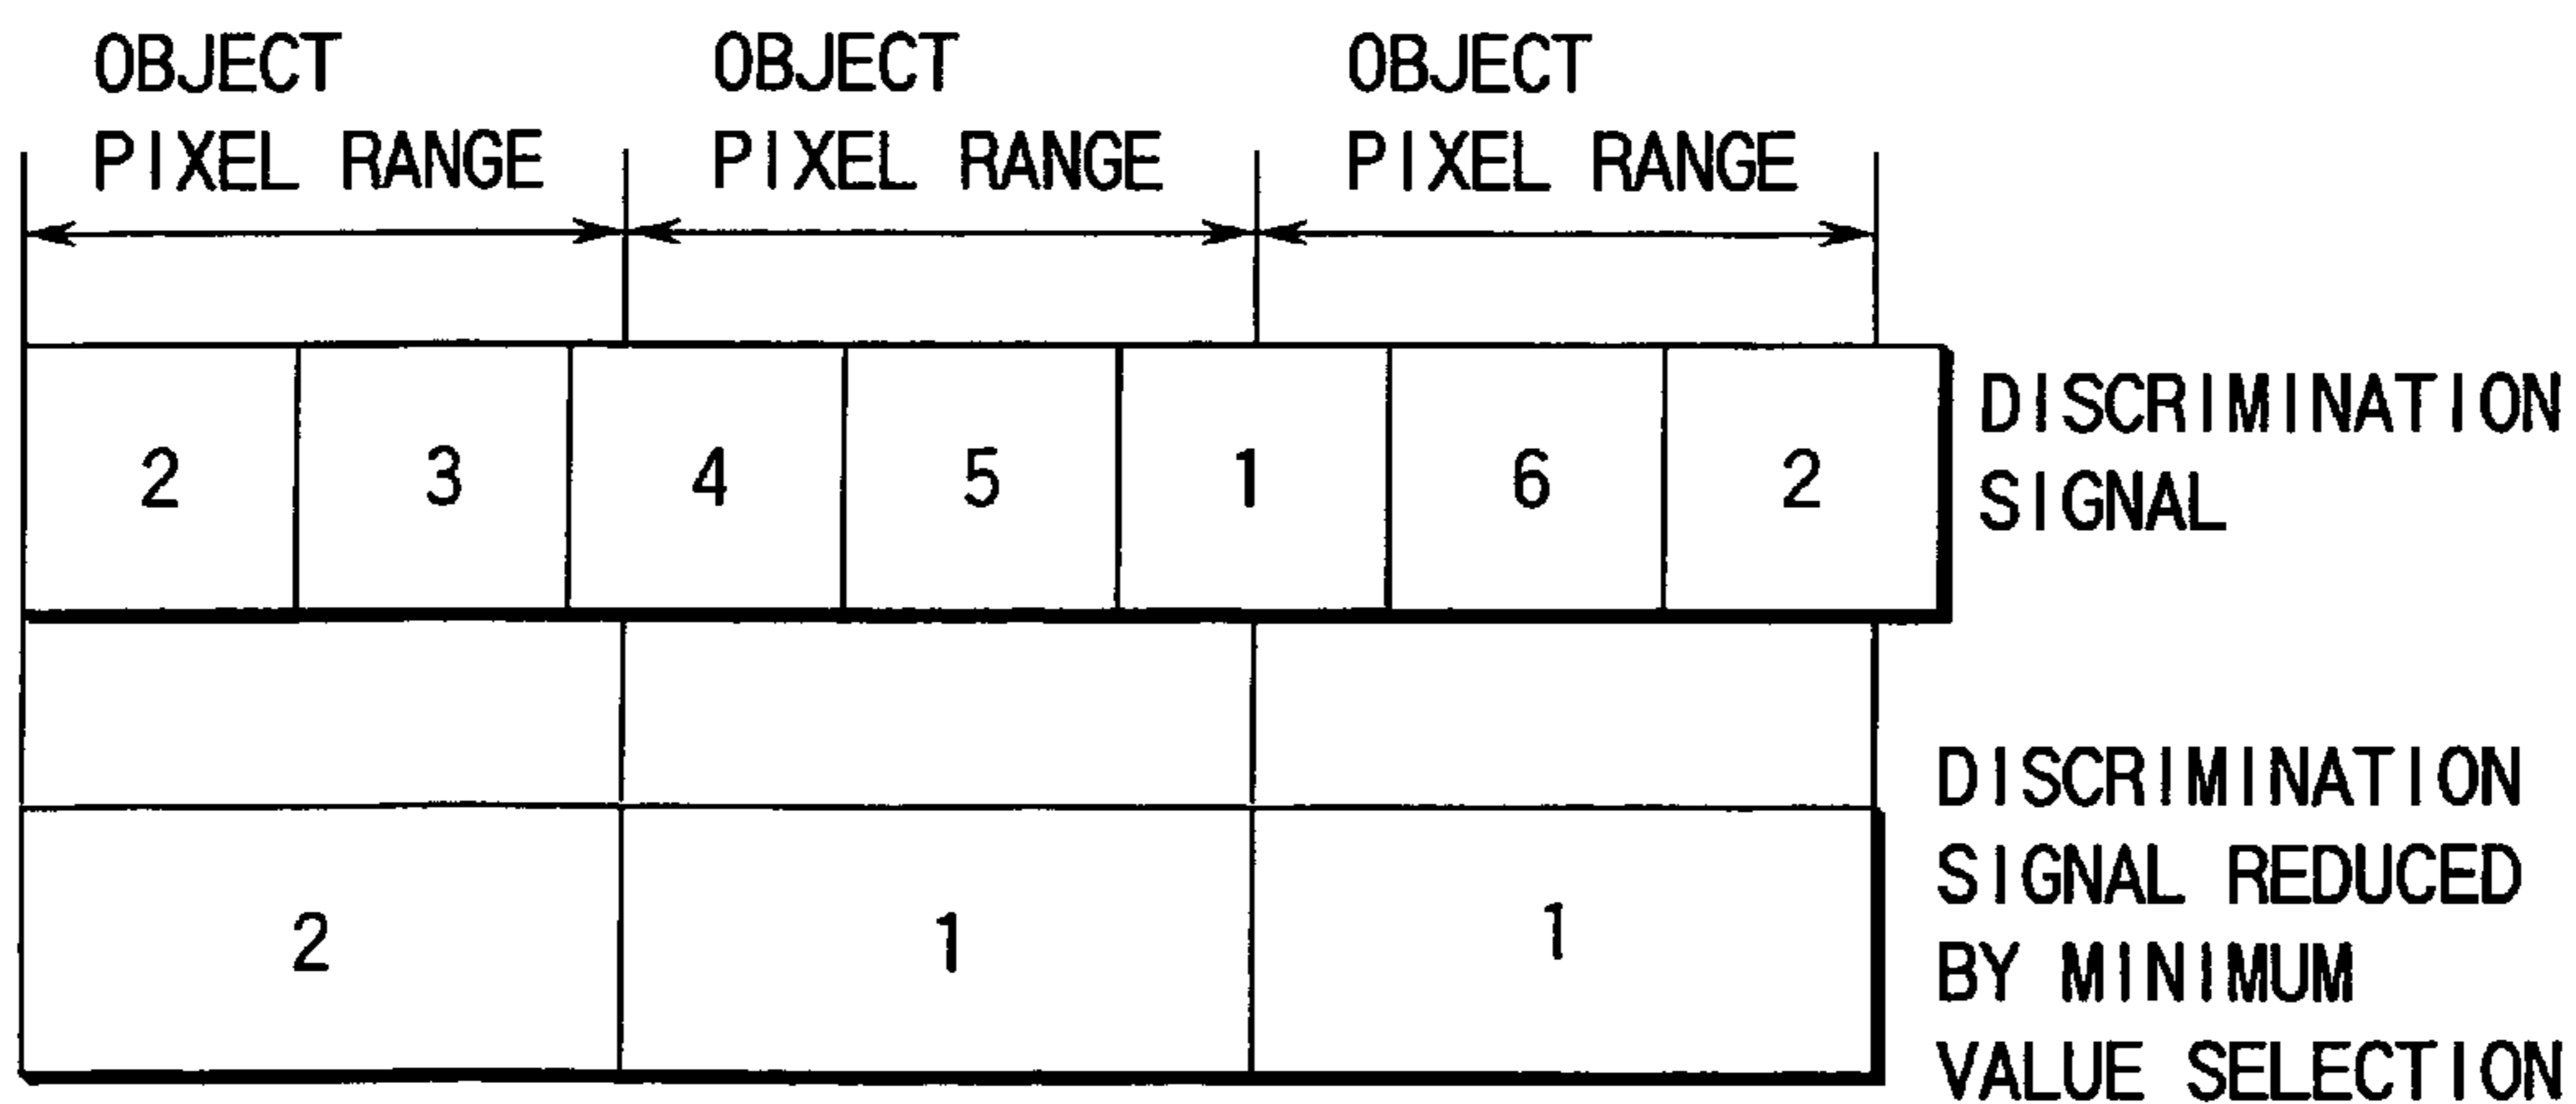 OBJECT
PIXEL RANGE
OBJECT
PIXEL RANGE
OBJECT
PIXEL RANGE
2 3 4 5 1 6 2
DISCRIMINATION
SIGNAL
2 1 1
DISCRIMINATION
SIGNAL REDUCED
BY MINIMUM
VALUE SELECTION